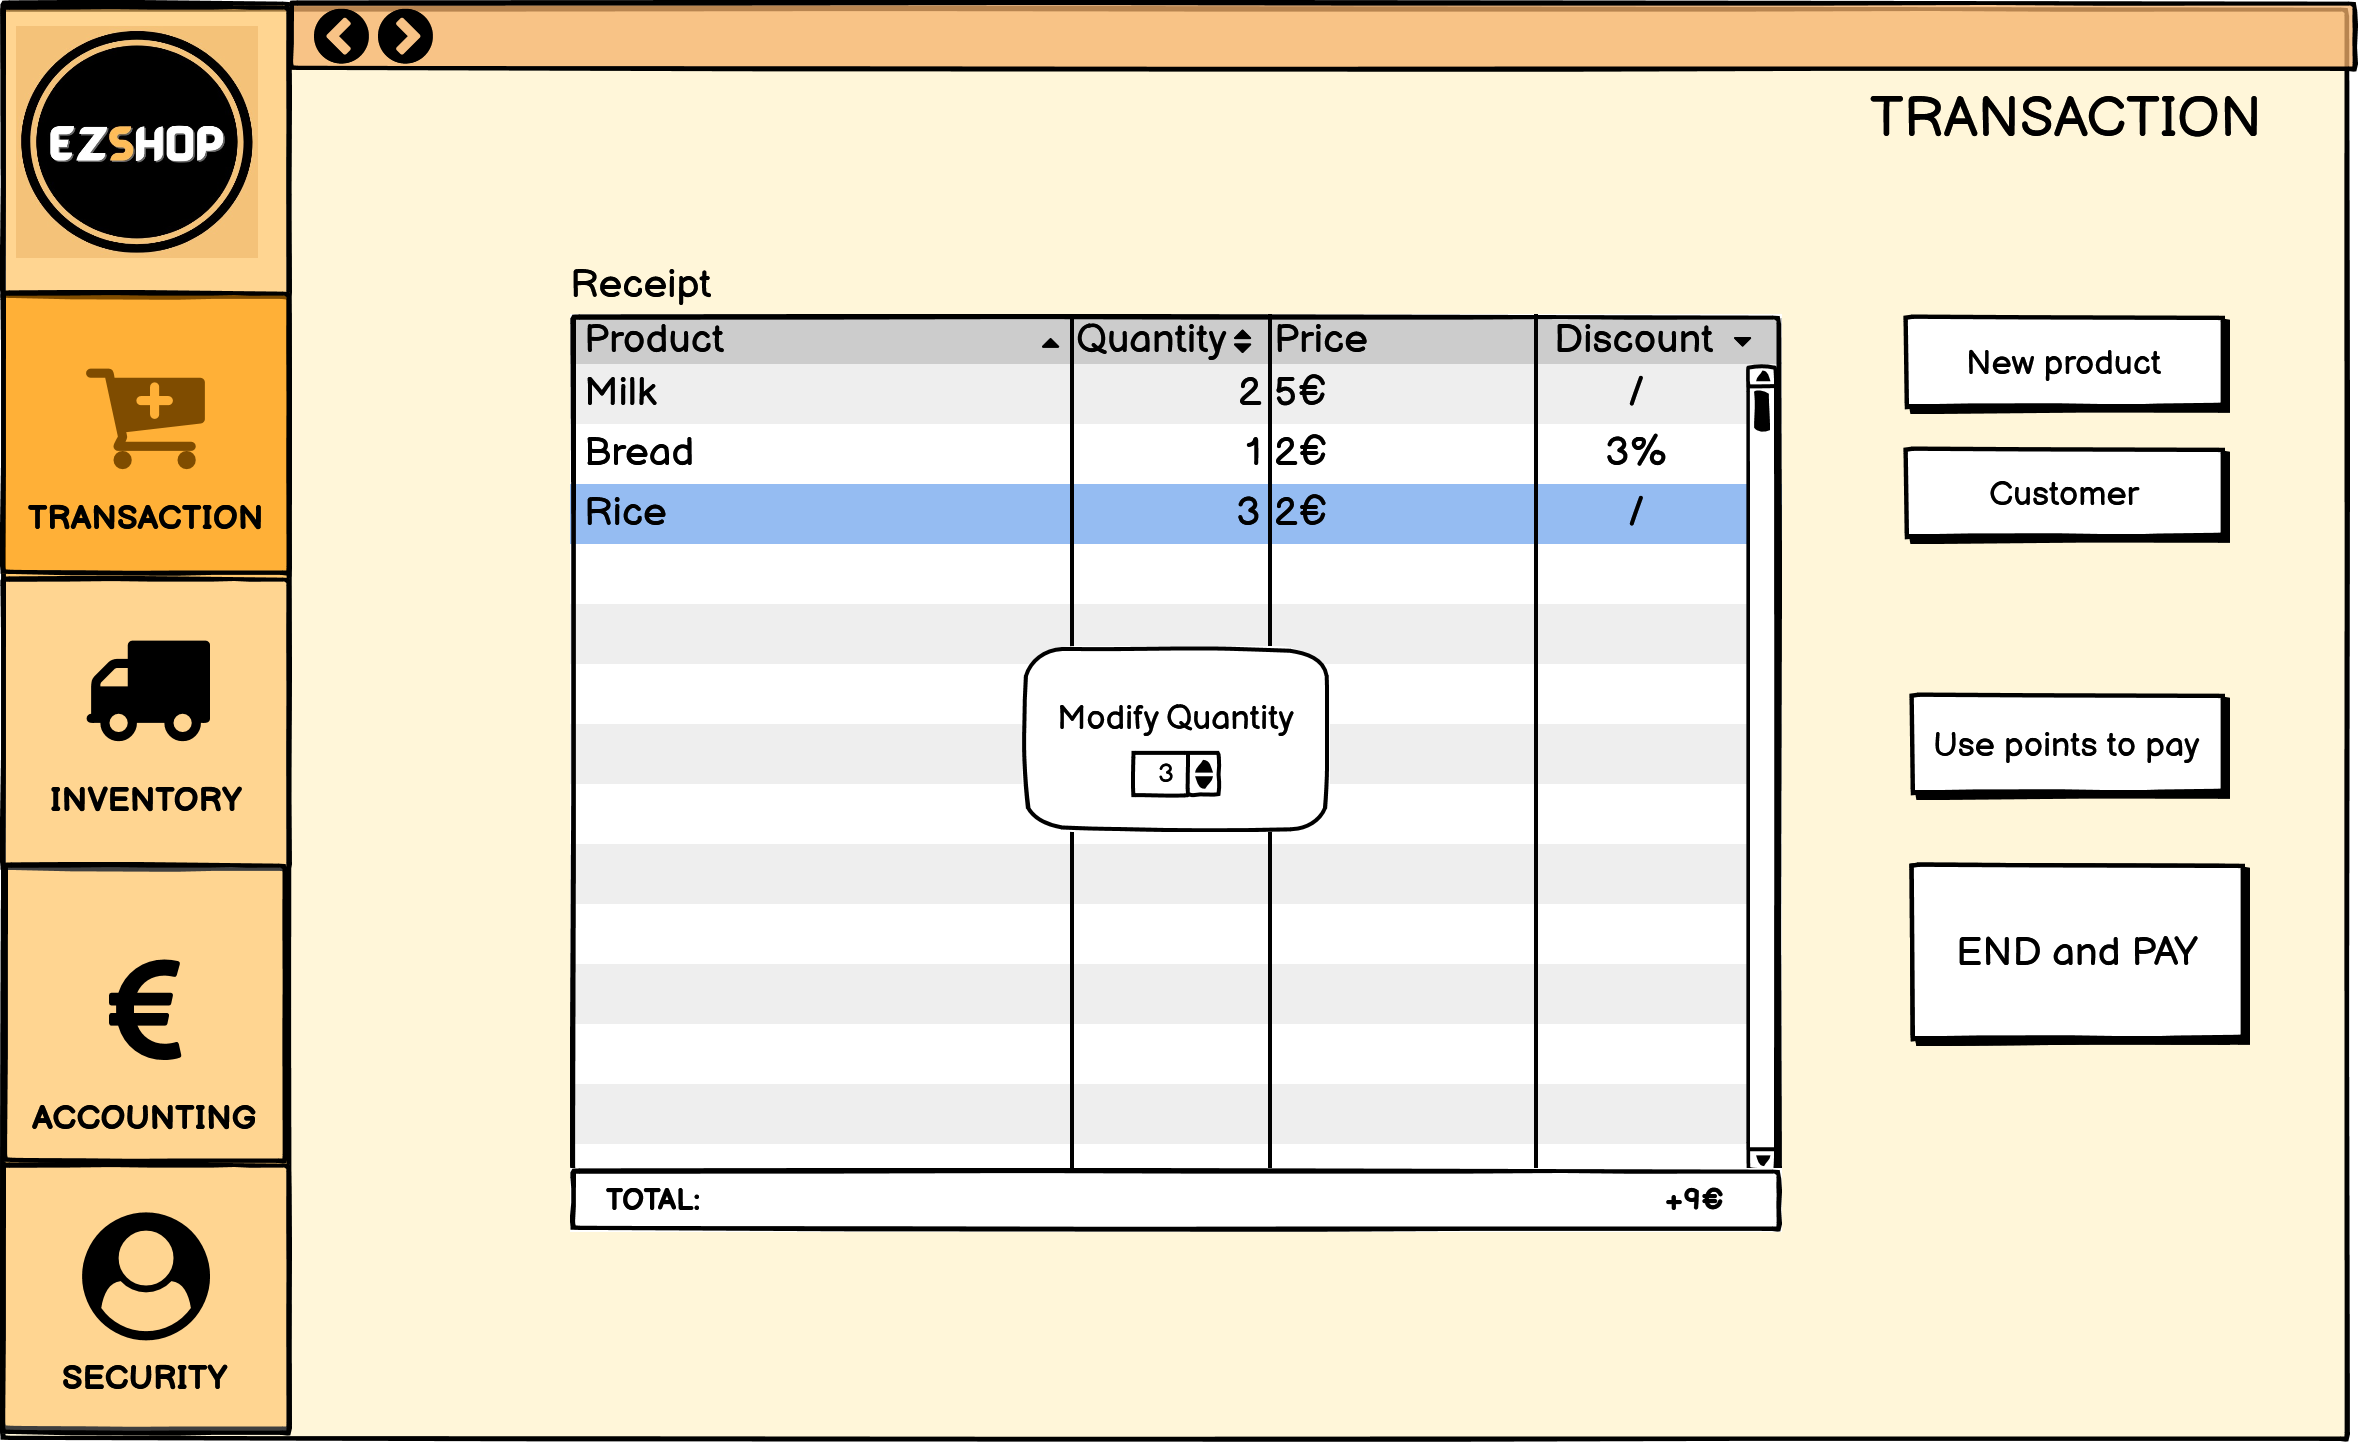 EZSHOP
TRANSACTION
INVENTORY
ACCOUNTING
SECURITY
TRANSACTION
Receipt
Product Quantity Price Discount
Milk 2 5€ /
Bread 1 2€ 3%
Rice 3 2€ /
Modify Quantity
3
TOTAL: +9€
New product
Customer
Use points to pay
END and PAY